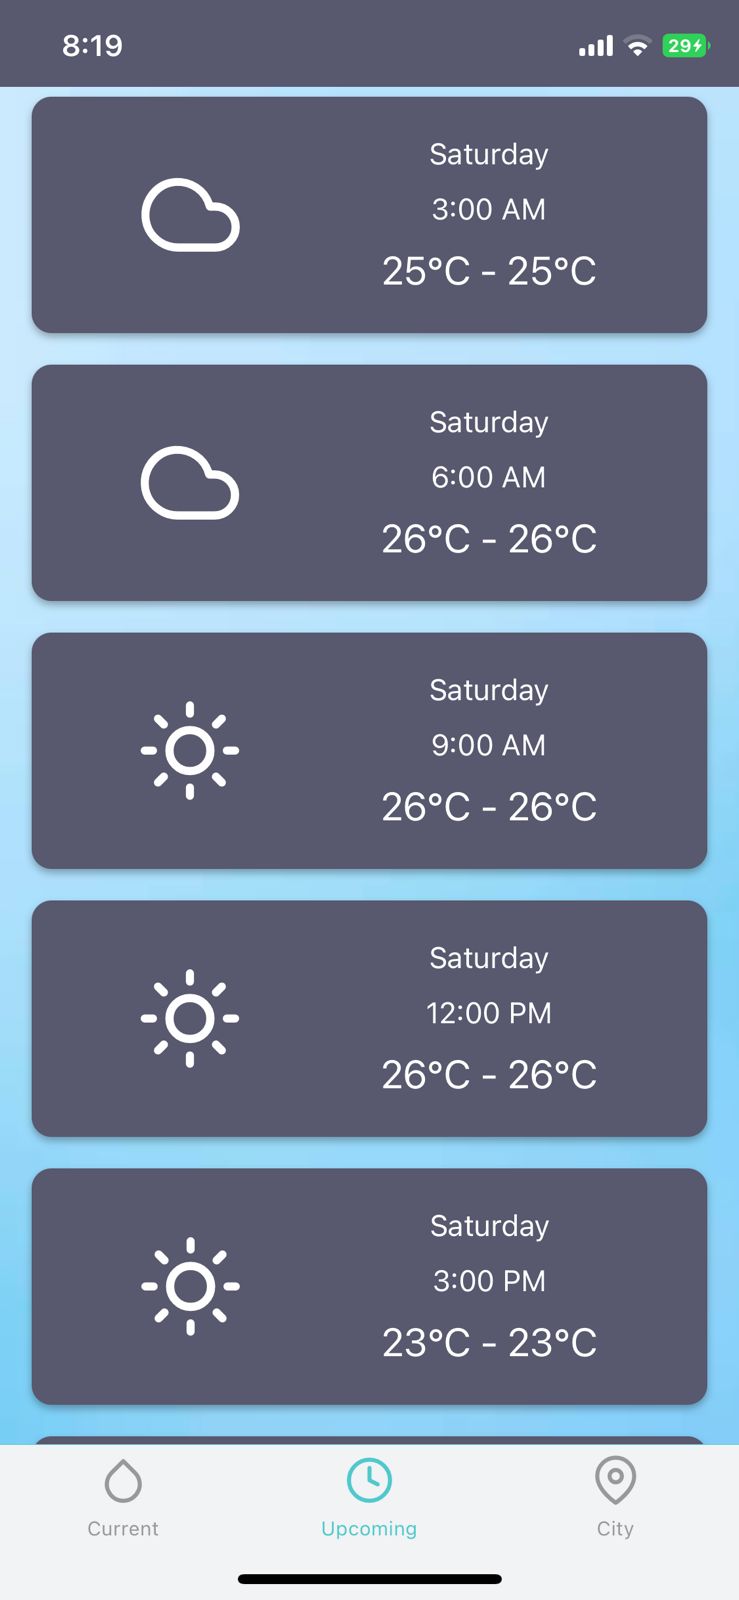 8:19
29
Saturday
3:00 AM
25°C - 25°C
Saturday
6:00 AM
26°C - 26°C
Saturday
9:00 AM
26°C - 26°C
Saturday
12:00 PM
26°C - 26°C
Saturday
3:00 PM
23°C - 23°C
Current
Upcoming
City